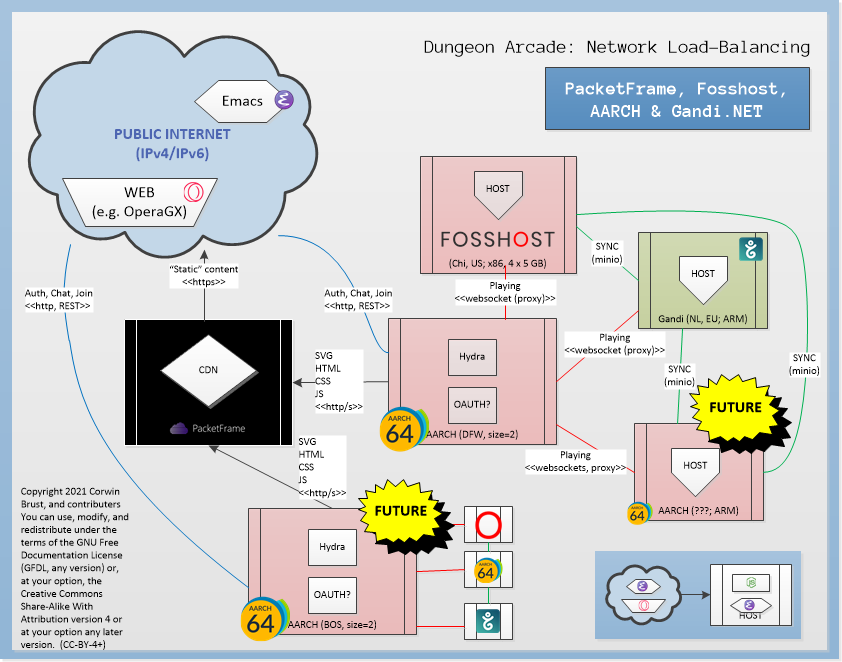 Dungeon Arcade: Network Load-Balancing
PacketFrame, Fosshost,
AARCH & Gandi.NET
Emacs
PUBLIC INTERNET
(IPv4/IPv6)
WEB
(e.g. OperaGX)
HOST
FOSSHOST
(Chi, US; x86, 4 x 5 GB)
SYNC
(minio)
HOST
Gandi (NL, EU; ARM)
"Static" content
<<https>>
Auth, Chat, Join
<<http, REST>>
Auth, Chat, Join
<<http, REST>>
Playing
<<websocket (proxy)>>
Playing
<<websocket (proxy)>>
SYNC
(minio)
SYNC
(minio)
CDN
PacketFrame
SVG
HTML
CSS
JS
<<http/s>>
Hydra
OAUTH?
AARCH
64
AARCH (DFW, size=2)
FUTURE
HOST
AARCH
64
AARCH (???; ARM)
Playing
<<websockets, proxy>>
SVG
HTML
CSS
JS
<<http/s>>
FUTURE
Hydra
OAUTH?
AARCH
64
AARCH (BOS, size=2)
AARCH
64
JS
HOST
Copyright 2021 Corwin
Brust, and contributers
You can use, modify, and
redistribute under the
terms of the GNU Free
Documentation License
(GFDL, any version) or,
at your option, the
Creative Commons
Share-Alike With
Attribution version 4 or
at your option any later
version.  (CC-BY-4+)